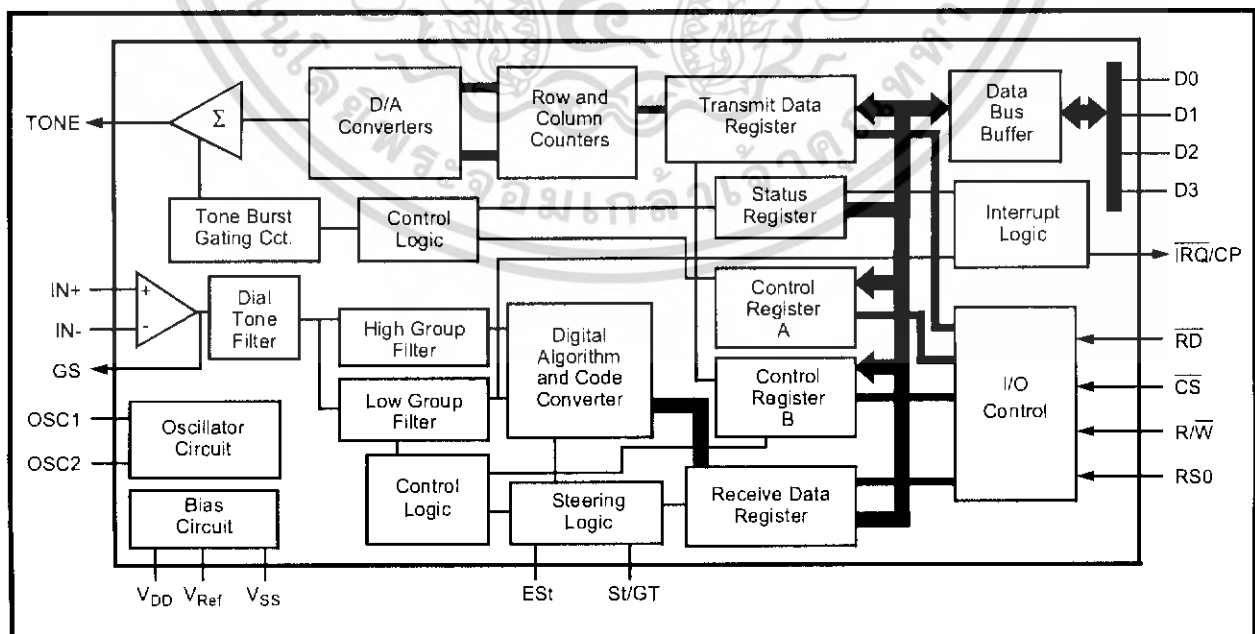 TONE
Σ
D/A
Converters
Row and
Column
Counters
Transmit Data
Register
Data
Bus
Buffer
D0
D1
D2
D3
Tone Burst
Gating Cct.
Control
Logic
Status
Register
Interrupt
Logic
I̅R̅Q̅/CP
IN+
+
IN-
-
GS
Dial
Tone
Filter
High Group
Filter
Low Group
Filter
Digital
Algorithm
and Code
Converter
Control
Register
A
Control
Register
B
I/O
Control
R̅D̅
C̅S̅
R/W̅
RS0
OSC1
OSC2
Oscillator
Circuit
Bias
Circuit
Control
Logic
Steering
Logic
Receive Data
Register
VDD
VRef
VSS
ESt
St/GT